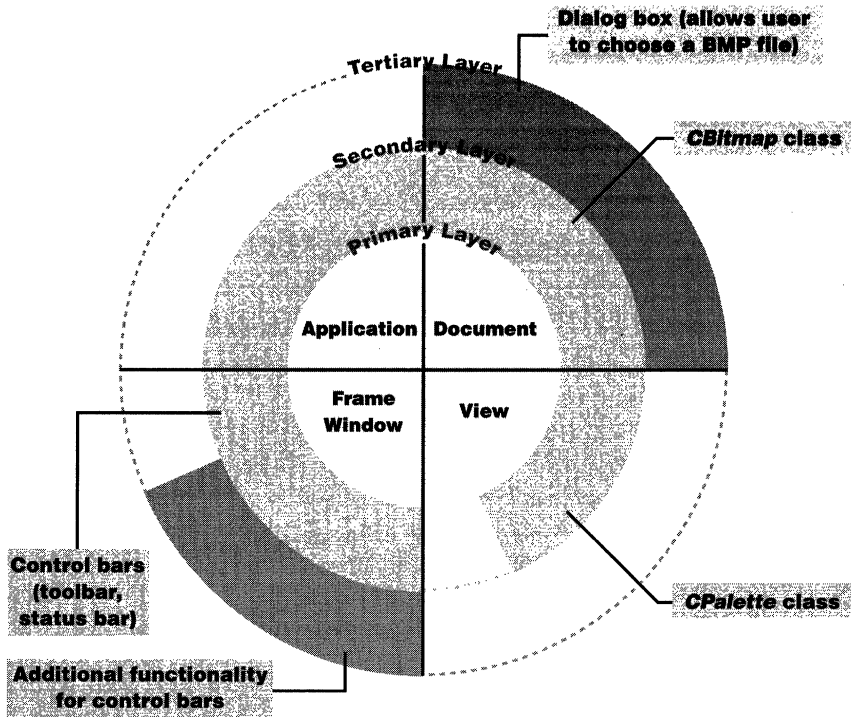 Dialog box (allows user
to choose a BMP file)
Tertiary Layer
CBitmap class
Secondary Layer
Primary Layer
Application
Document
Frame
Window
View
Control bars
(toolbar,
status bar)
CPalette class
Additional functionality
for control bars